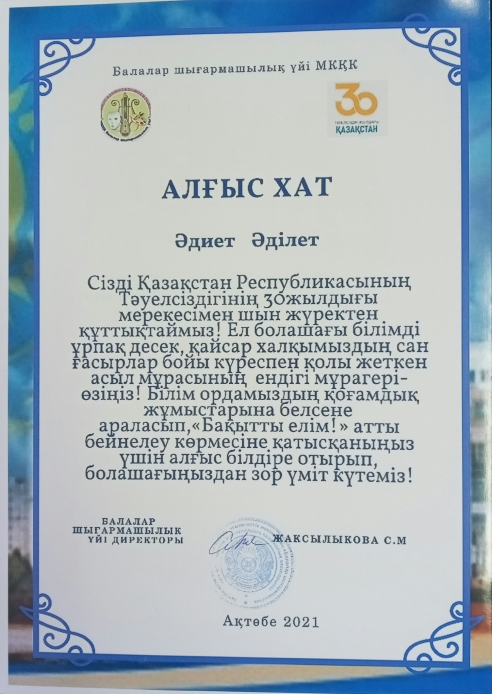 Балалар шығармашылық үйі МКҚК
30
ҚАЗАҚСТАН
АЛҒЫС ХАТ
Әдиет Әділет
Сізді Қазақстан Республикасының
Тәуелсіздігінің 30жылдығы
мерекесімен шын жүректен
құттықтаймыз! Ел болашағы білімді
ұрпақ десек, қайсар халқымыздың сан
ғасырлар бойы күреспен қолы жеткен
асыл мұрасының ендігі мұрагері-
өзіңіз! Білім ордамыздың қоғамдық
жұмыстарына белсене
араласып,«Бақытты елім!» атты
бейнелеу көрмесіне қатысқаныңыз
үшін алғыс білдіре отырып,
болашағыңыздан зор үміт күтеміз!
БАЛАЛАР
ШЫҒАРМАШЫЛЫК
ҮЙІ ДИРЕКТОРЫ
ЖАКСЫЛЫКОВА С.М
Ақтөбе 2021